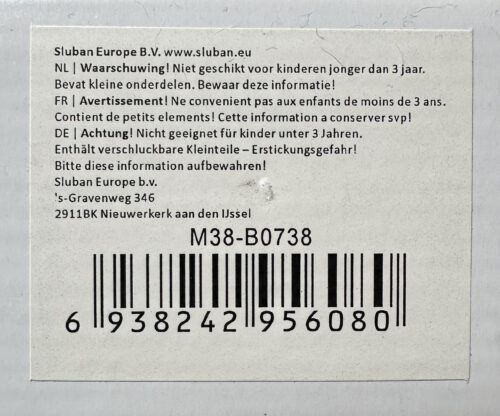 Sluban Europe B.V. www.sluban.eu
NL | Waarschuwing! Niet geschikt voor kinderen jonger dan 3 jaar.
Bevat kleine onderdelen. Bewaar deze informatie!
FR | Avertissement! Ne convenient pas aux enfants de moins de 3 ans.
Contient de petits elements! Cette information a conserver svp!
DE | Achtung! Nicht geeignet für kinder unter 3 Jahren.
Enthält verschluckbare Kleinteile – Erstickungsgefahr!
Bitte diese information aufbewahren!
Sluban Europe b.v.
's-Gravenweg 346
2911BK Nieuwerkerk aan den IJssel
M38-B0738
6 938242 956080